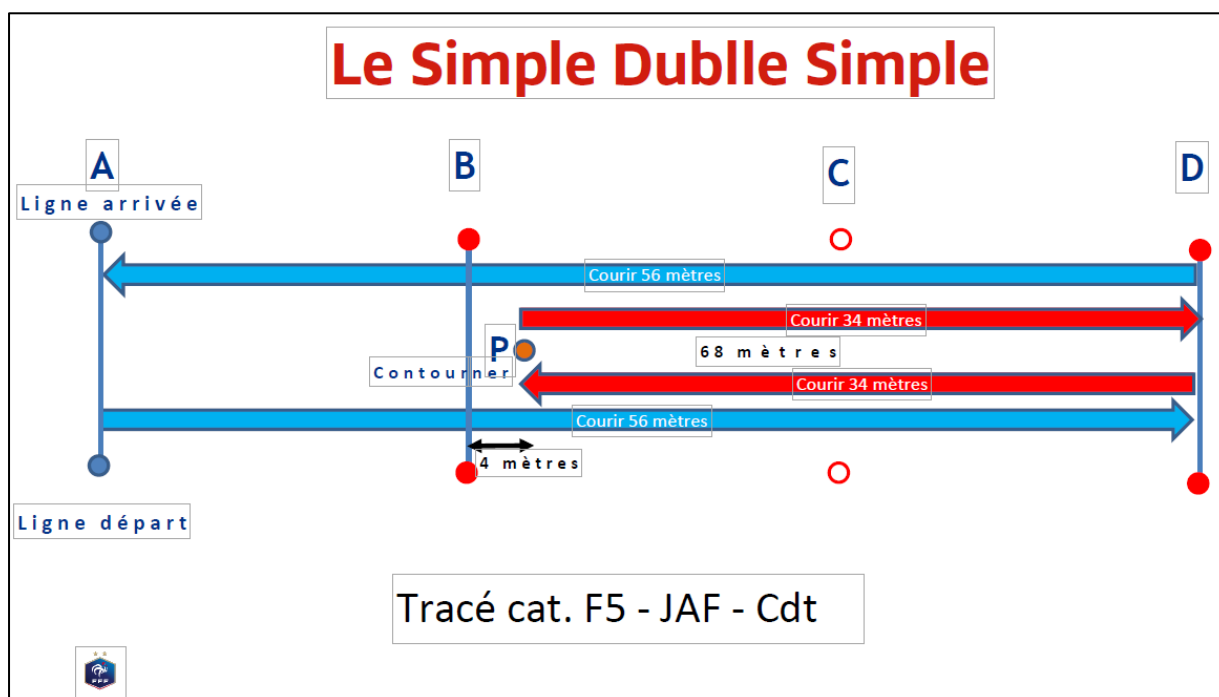 Le Simple Dublle Simple
A
B
C
D
Ligne arrivée
Courir 56 mètres
Courir 34 mètres
P
68 mètres
Contourner
Courir 34 mètres
Courir 56 mètres
4 mètres
Ligne départ
Tracé cat. F5 - JAF - Cdt
FFF